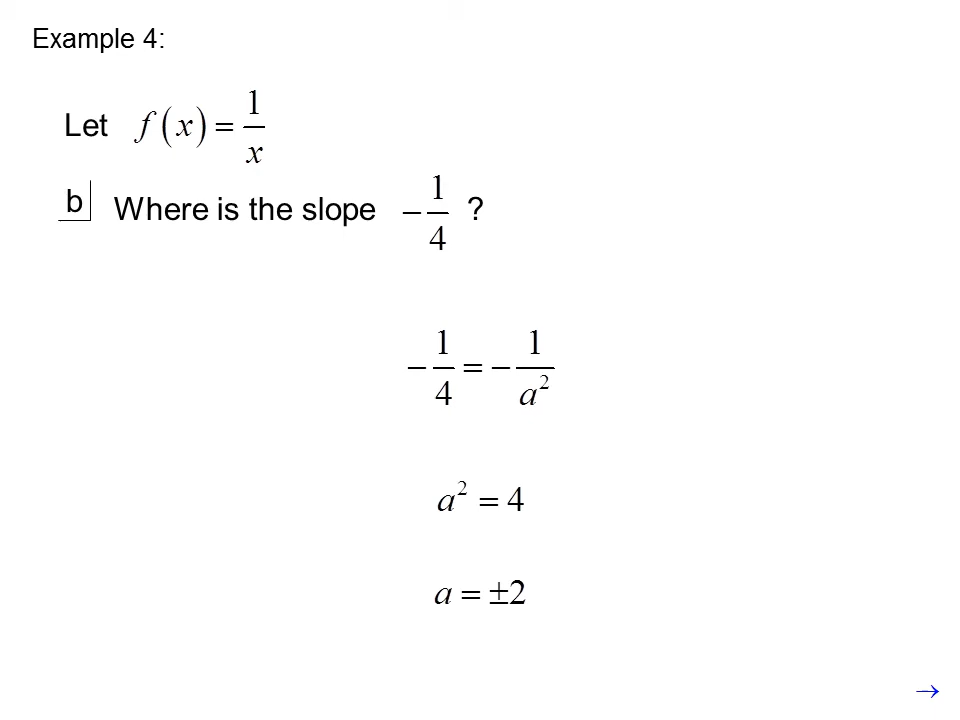 Example 4:
Let f(x) = 1/x
b Where is the slope -1/4 ?
-1/4 = -1/a²
a² = 4
a = ±2
→